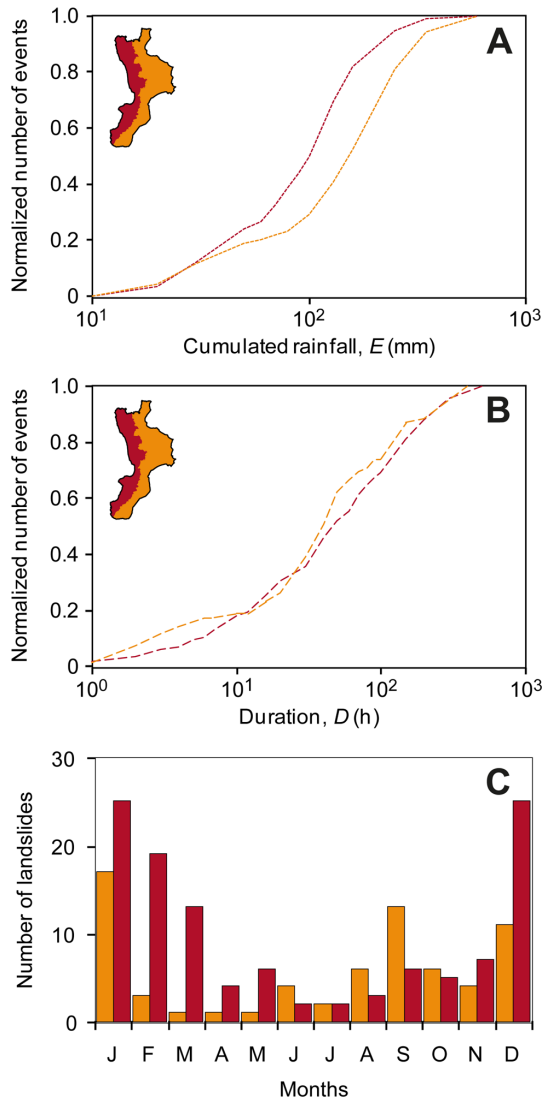 A
Normalized number of events
1.0
0.8
0.6
0.4
0.2
0
10¹ 10² 10³
Cumulated rainfall, E (mm)
B
Normalized number of events
1.0
0.8
0.6
0.4
0.2
0
10⁰ 10¹ 10² 10³
Duration, D (h)
C
Number of landslides
30
20
10
0
J F M A M J J A S O N D
Months